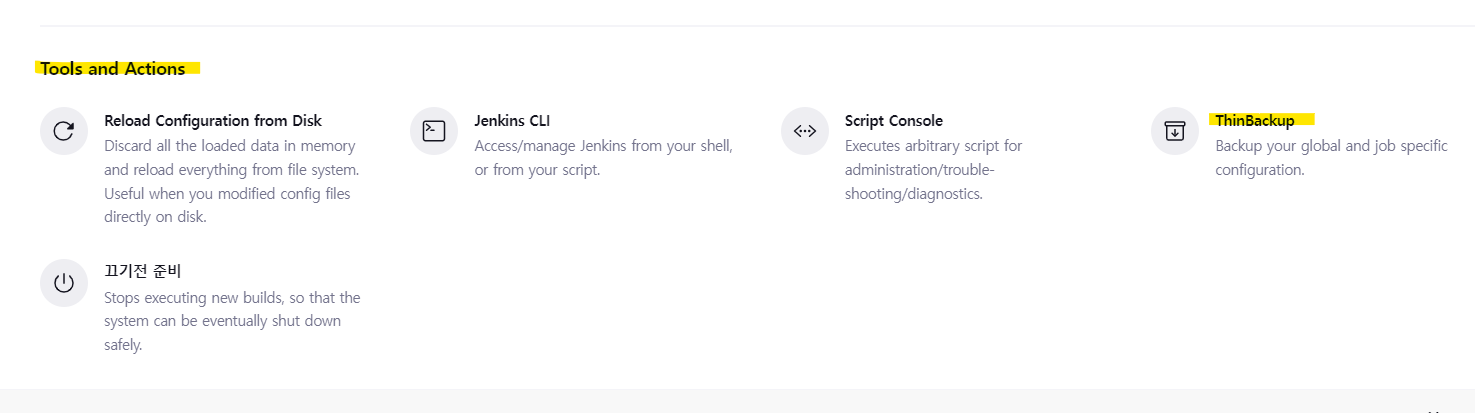 Tools and Actions
Reload Configuration from Disk
Discard all the loaded data in memory
and reload everything from file system.
Useful when you modified config files
directly on disk.
Jenkins CLI
Access/manage Jenkins from your shell,
or from your script.
Script Console
Executes arbitrary script for
administration/trouble-
shooting/diagnostics.
ThinBackup
Backup your global and job specific
configuration.
끄기전 준비
Stops executing new builds, so that the
system can be eventually shut down
safely.